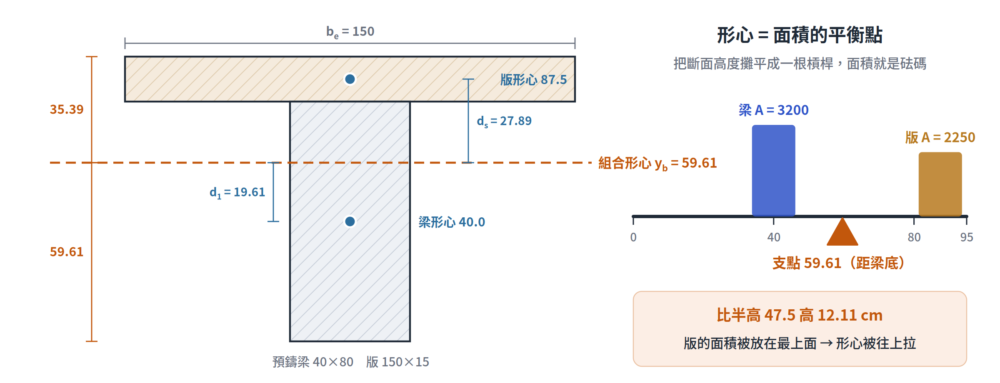 bₑ = 150
版形心 87.5
35.39
dₛ = 27.89
組合形心 y_b = 59.61
d₁ = 19.61
梁形心 40.0
59.61
預鑄梁 40×80　版 150×15
形心 = 面積的平衡點
把斷面高度攤平成一根槓桿，面積就是砝碼
梁 A = 3200
版 A = 2250
0 40 80 95
支點 59.61（距梁底）
比半高 47.5 高 12.11 cm
版的面積被放在最上面 → 形心被往上拉